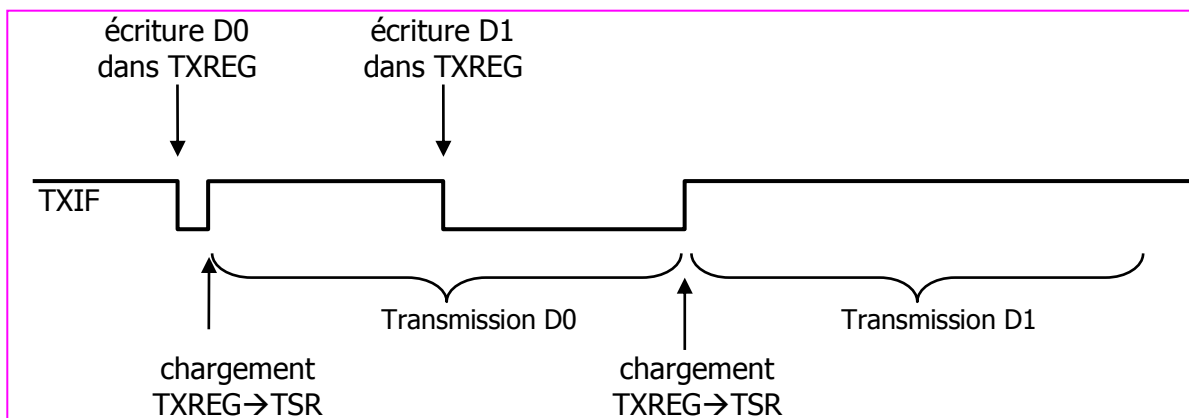 écriture D0
dans TXREG
écriture D1
dans TXREG
TXIF
Transmission D0
Transmission D1
chargement
TXREG→TSR
chargement
TXREG→TSR